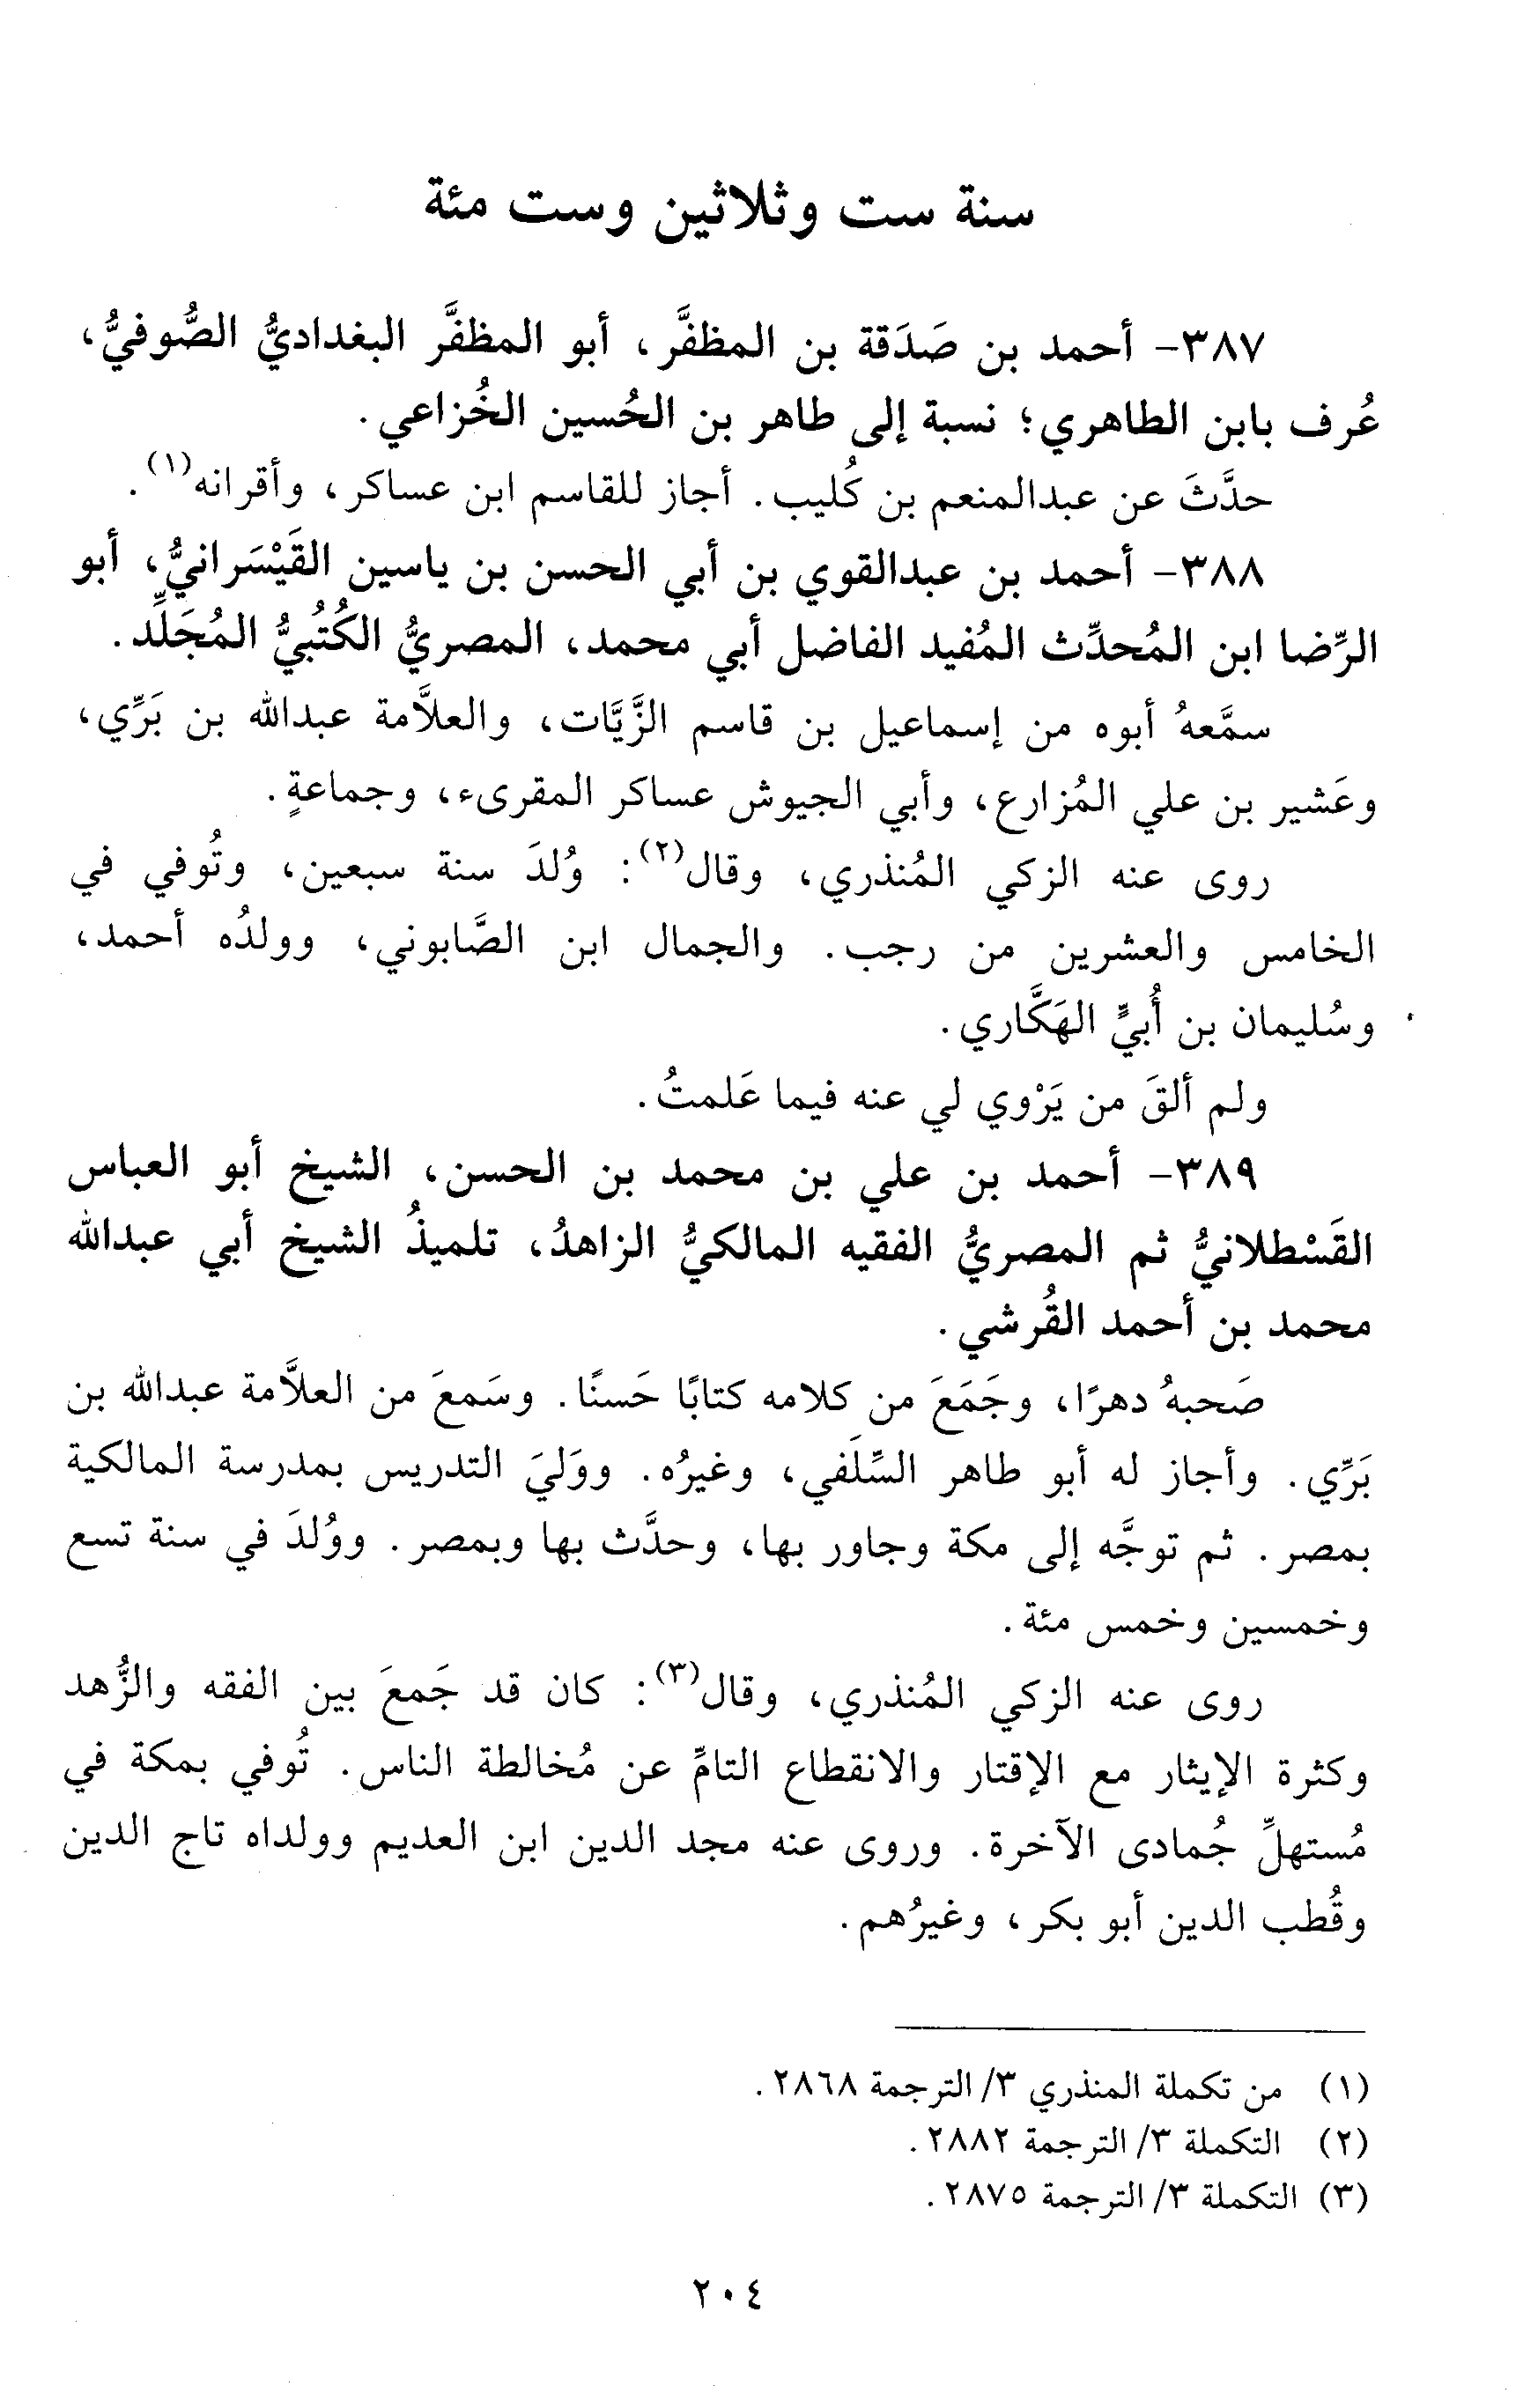 سنة ست وثلاثين وست مئة
٣٨٧- أحمد بن صَدَقة بن المظفَّر، أبو المظفَّر البغداديُّ الصُّوفيُّ،
عُرف بابن الطاهري؛ نسبة إلى طاهر بن الحُسين الخُزاعي.
حدَّثَ عن عبدالمنعم بن كُليب. أجاز للقاسم ابن عساكر، وأقرانه(١).
٣٨٨- أحمد بن عبدالقوي بن أبي الحسن بن ياسين القَيْسَرانيُّ، أبو
الرِّضا ابن المُحدِّث المُفيد الفاضل أبي محمد، المصريُّ الكُتُبيُّ المُجَلِّد.
سمَّعهُ أبوه من إسماعيل بن قاسم الزَّيَّات، والعلاَّمة عبدالله بن بَرِّي،
وعَشير بن علي المُزارع، وأبي الجيوش عساكر المقرىء، وجماعةٍ.
روى عنه الزكي المُنذري، وقال(٢): وُلدَ سنة سبعين، وتُوفي في
الخامس والعشرين من رجب. والجمال ابن الصَّابوني، وولدُه أحمد،
وسُليمان بن أُبيٍّ الهَكَّاري.
ولم ألقَ من يَرْوي لي عنه فيما عَلمتُ.
٣٨٩- أحمد بن علي بن محمد بن الحسن، الشيخ أبو العباس
القَسْطلانيُّ ثم المصريُّ الفقيه المالكيُّ الزاهدُ، تلميذُ الشيخ أبي عبدالله
محمد بن أحمد القُرشي.
صَحبهُ دهرًا، وجَمَعَ من كلامه كتابًا حَسنًا. وسَمعَ من العلاَّمة عبدالله بن
بَرِّي. وأجاز له أبو طاهر السِّلَفي، وغيرُه. ووَليَ التدريس بمدرسة المالكية
بمصر. ثم توجَّه إلى مكة وجاور بها، وحدَّث بها وبمصر. ووُلدَ في سنة تسع
وخمسين وخمس مئة.
روى عنه الزكي المُنذري، وقال(٣): كان قد جَمعَ بين الفقه والزُّهد
وكثرة الإيثار مع الإقتار والانقطاع التامِّ عن مُخالطة الناس. تُوفي بمكة في
مُستهلِّ جُمادى الآخرة. وروى عنه مجد الدين ابن العديم وولداه تاج الدين
وقُطب الدين أبو بكر، وغيرُهم.
(١) من تكملة المنذري ٣/ الترجمة ٢٨٦٨.
(٢) التكملة ٣/ الترجمة ٢٨٨٢.
(٣) التكملة ٣/ الترجمة ٢٨٧٥.
٢٠٤